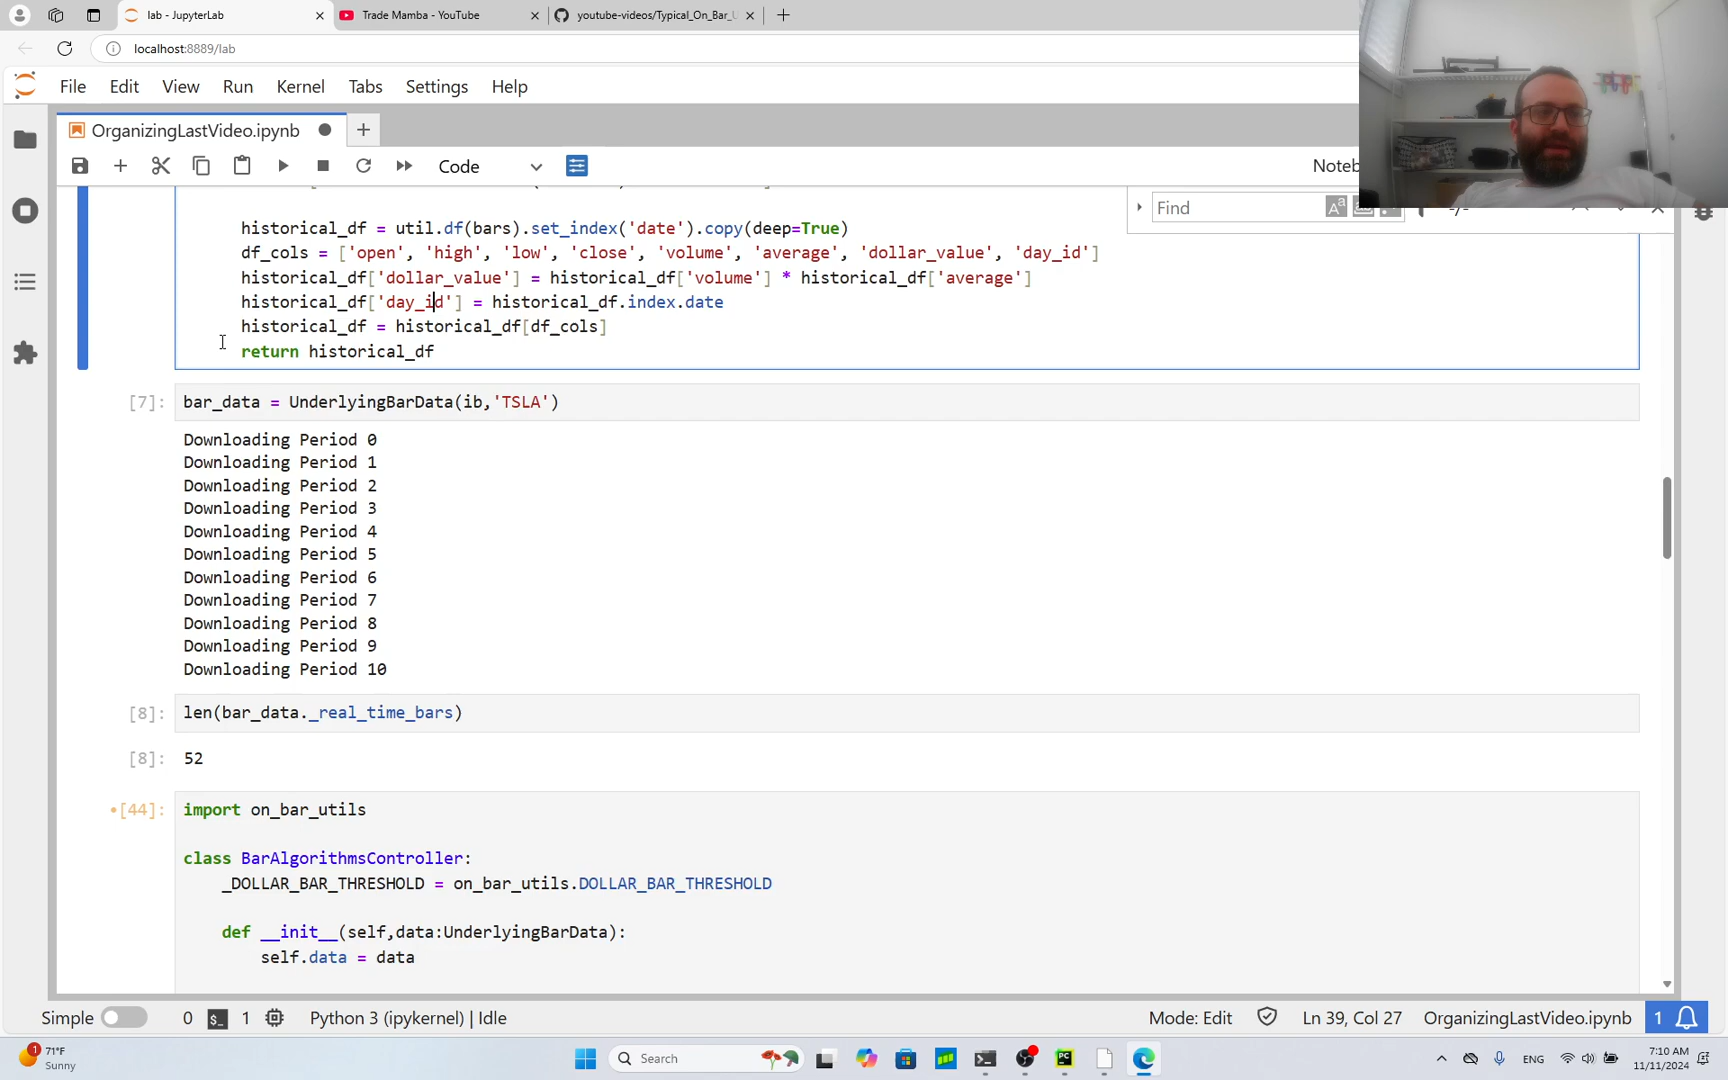 lab - JupyterLab
Trade Mamba - YouTube
youtube-videos/Typical_On_Bar_U
localhost:8889/lab
File Edit View Run Kernel Tabs Settings Help
OrganizingLastVideo.ipynb
Code
Noteb
Find
historical_df = util.df(bars).set_index('date').copy(deep=True)
df_cols = ['open', 'high', 'low', 'close', 'volume', 'average', 'dollar_value', 'day_id']
historical_df['dollar_value'] = historical_df['volume'] * historical_df['average']
historical_df['day_id'] = historical_df.index.date
historical_df = historical_df[df_cols]
return historical_df
[7]: bar_data = UnderlyingBarData(ib,'TSLA')
Downloading Period 0
Downloading Period 1
Downloading Period 2
Downloading Period 3
Downloading Period 4
Downloading Period 5
Downloading Period 6
Downloading Period 7
Downloading Period 8
Downloading Period 9
Downloading Period 10
[8]: len(bar_data._real_time_bars)
[8]: 52
[44]: import on_bar_utils
class BarAlgorithmsController:
_DOLLAR_BAR_THRESHOLD = on_bar_utils.DOLLAR_BAR_THRESHOLD
def __init__(self,data:UnderlyingBarData):
self.data = data
Simple 0 $_ 1 Python 3 (ipykernel) | Idle Mode: Edit Ln 39, Col 27 OrganizingLastVideo.ipynb 1
1 71°F
Sunny
Search
ENG
7:10 AM
11/11/2024